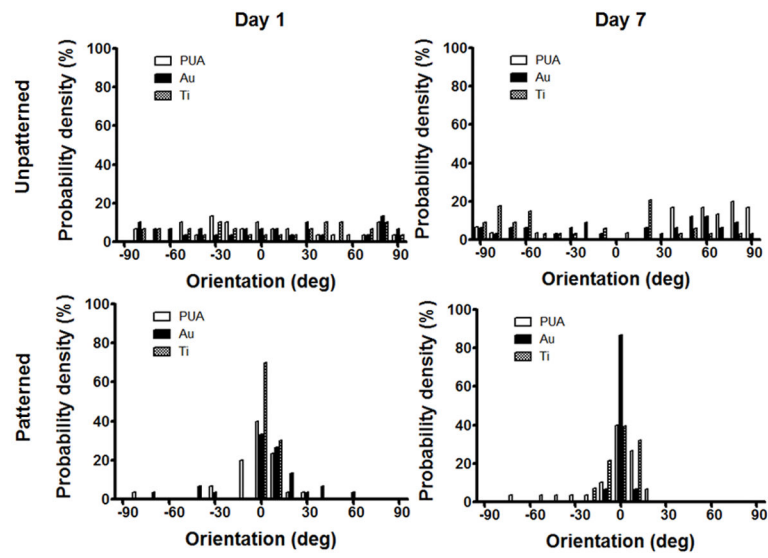 Day 1
Day 7
Unpatterned
Probability density (%)
100
80
60
40
20
0
PUA
Au
Ti
-90 -60 -30 0 30 60 90
Orientation (deg)
Probability density (%)
100
80
60
40
20
0
PUA
Au
Ti
-90 -60 -30 0 30 60 90
Orientation (deg)
Patterned
Probability density (%)
100
80
60
40
20
0
PUA
Au
Ti
-90 -60 -30 0 30 60 90
Orientation (deg)
Probability density (%)
100
80
60
40
20
0
PUA
Au
Ti
-90 -60 -30 0 30 60 90
Orientation (deg)